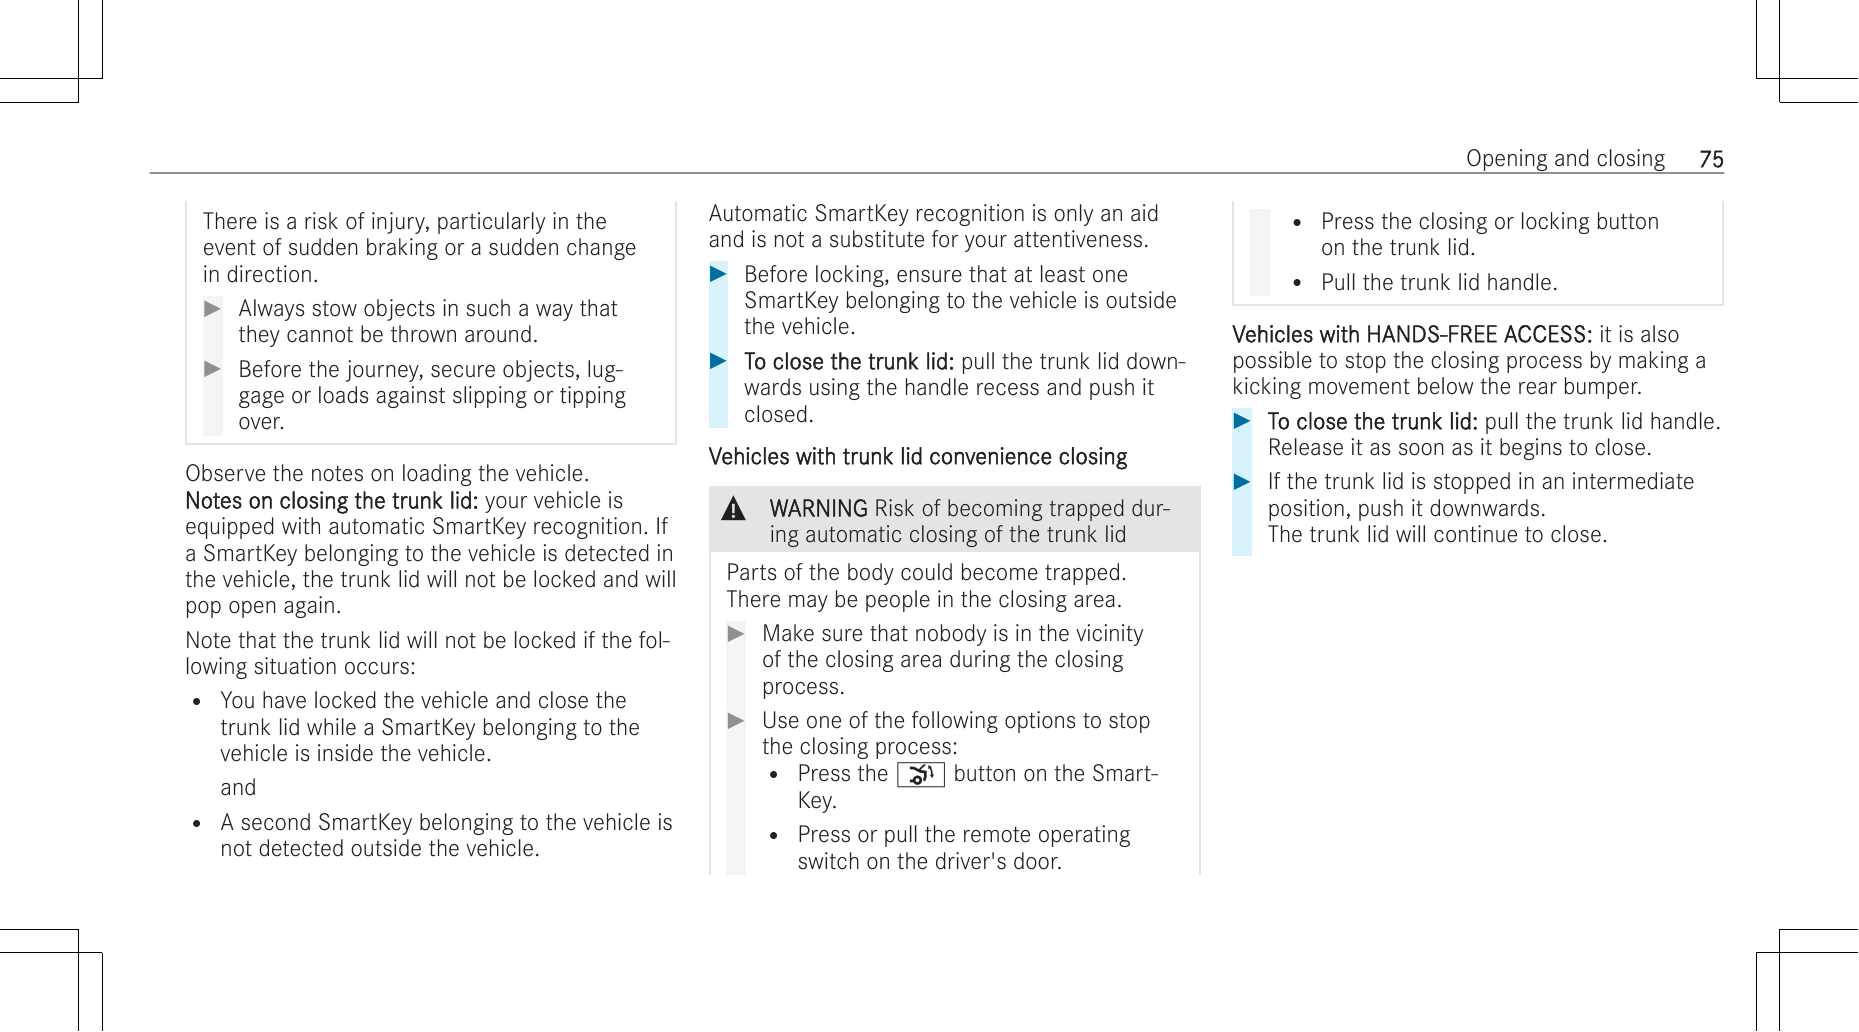 Opening and closing 75
There is a risk of injury, particularly in the
event of sudden braking or a sudden change
in direction.
▶ Always stow objects in such a way that
they cannot be thrown around.
▶ Before the journey, secure objects, lug-
gage or loads against slipping or tipping
over.
Observe the notes on loading the vehicle.
Notes on closing the trunk lid: your vehicle is
equipped with automatic SmartKey recognition. If
a SmartKey belonging to the vehicle is detected in
the vehicle, the trunk lid will not be locked and will
pop open again.
Note that the trunk lid will not be locked if the fol-
lowing situation occurs:
• You have locked the vehicle and close the
trunk lid while a SmartKey belonging to the
vehicle is inside the vehicle.
and
• A second SmartKey belonging to the vehicle is
not detected outside the vehicle.
Automatic SmartKey recognition is only an aid
and is not a substitute for your attentiveness.
▶ Before locking, ensure that at least one
SmartKey belonging to the vehicle is outside
the vehicle.
▶ To close the trunk lid: pull the trunk lid down-
wards using the handle recess and push it
closed.
Vehicles with trunk lid convenience closing
WARNING Risk of becoming trapped dur-
ing automatic closing of the trunk lid
Parts of the body could become trapped.
There may be people in the closing area.
▶ Make sure that nobody is in the vicinity
of the closing area during the closing
process.
▶ Use one of the following options to stop
the closing process:
• Press the button on the Smart-
Key.
• Press or pull the remote operating
switch on the driver's door.
• Press the closing or locking button
on the trunk lid.
• Pull the trunk lid handle.
Vehicles with HANDS-FREE ACCESS: it is also
possible to stop the closing process by making a
kicking movement below the rear bumper.
▶ To close the trunk lid: pull the trunk lid handle.
Release it as soon as it begins to close.
▶ If the trunk lid is stopped in an intermediate
position, push it downwards.
The trunk lid will continue to close.